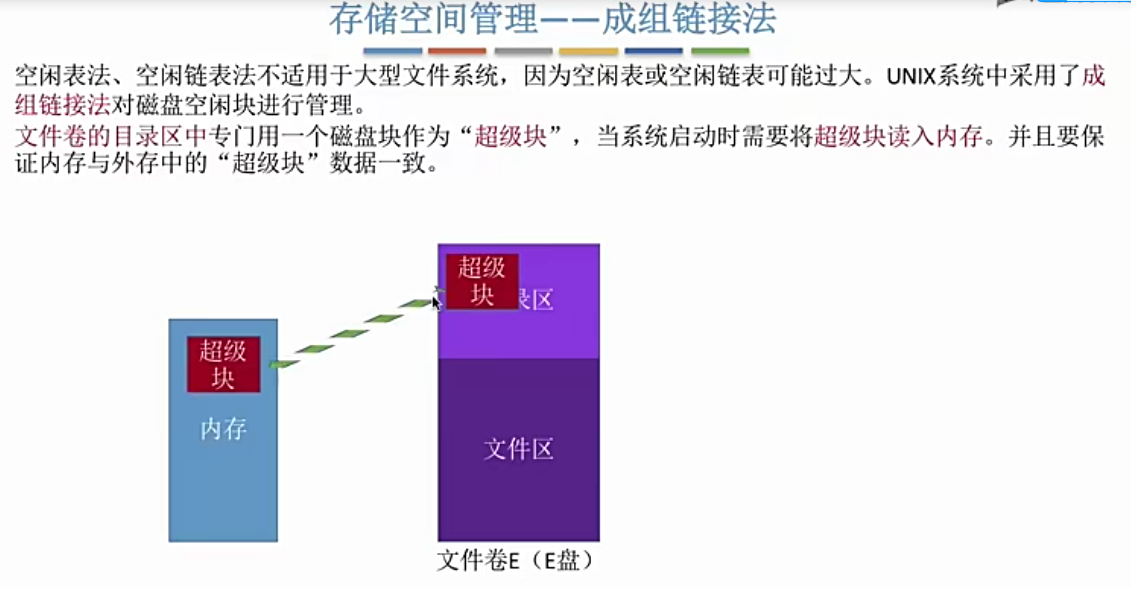 存储空间管理——成组链接法
空闲表法、空闲链表法不适用于大型文件系统，因为空闲表或空闲链表可能过大。UNIX系统中采用了成
组链接法对磁盘空闲块进行管理。
文件卷的目录区中专门用一个磁盘块作为“超级块”，当系统启动时需要将超级块读入内存。并且要保
证内存与外存中的“超级块”数据一致。
超级
块
录区
超级
块
内存
文件区
文件卷E（E盘）